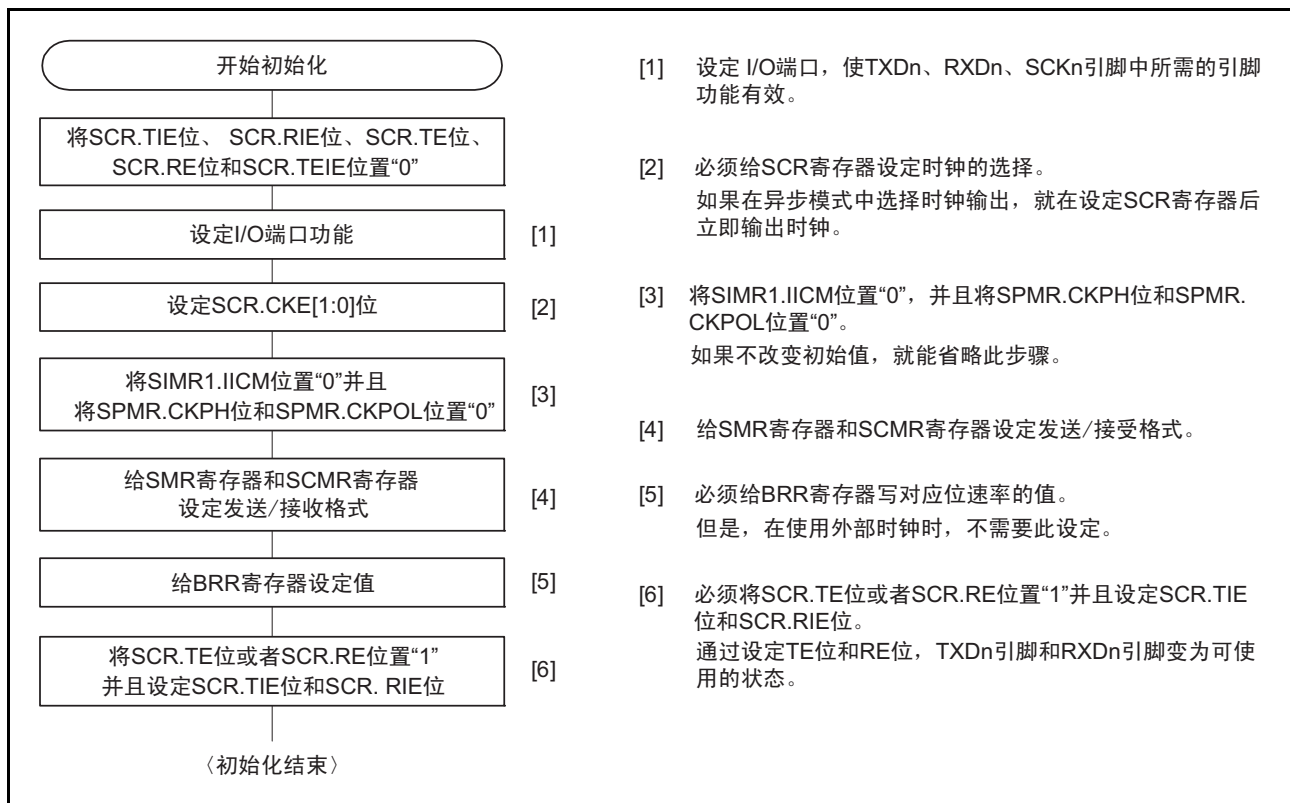 开始初始化
将SCR.TIE位、 SCR.RIE位、SCR.TE位、
SCR.RE位和SCR.TEIE位置“0”
设定I/O端口功能
[1]
设定SCR.CKE[1:0]位
[2]
将SIMR1.IICM位置“0”并且
将SPMR.CKPH位和SPMR.CKPOL位置“0”
[3]
给SMR寄存器和SCMR寄存器
设定发送/接收格式
[4]
给BRR寄存器设定值
[5]
将SCR.TE位或者SCR.RE位置“1”
并且设定SCR.TIE位和SCR. RIE位
[6]
〈初始化结束〉
[1] 设定 I/O端口，使TXDn、RXDn、SCKn引脚中所需的引脚
功能有效。
[2] 必须给SCR寄存器设定时钟的选择。
如果在异步模式中选择时钟输出，就在设定SCR寄存器后
立即输出时钟。
[3] 将SIMR1.IICM位置“0”，并且将SPMR.CKPH位和SPMR.
CKPOL位置“0”。
如果不改变初始值，就能省略此步骤。
[4] 给SMR寄存器和SCMR寄存器设定发送/接受格式。
[5] 必须给BRR寄存器写对应位速率的值。
但是，在使用外部时钟时，不需要此设定。
[6] 必须将SCR.TE位或者SCR.RE位置“1”并且设定SCR.TIE
位和SCR.RIE位。
通过设定TE位和RE位，TXDn引脚和RXDn引脚变为可使
用的状态。